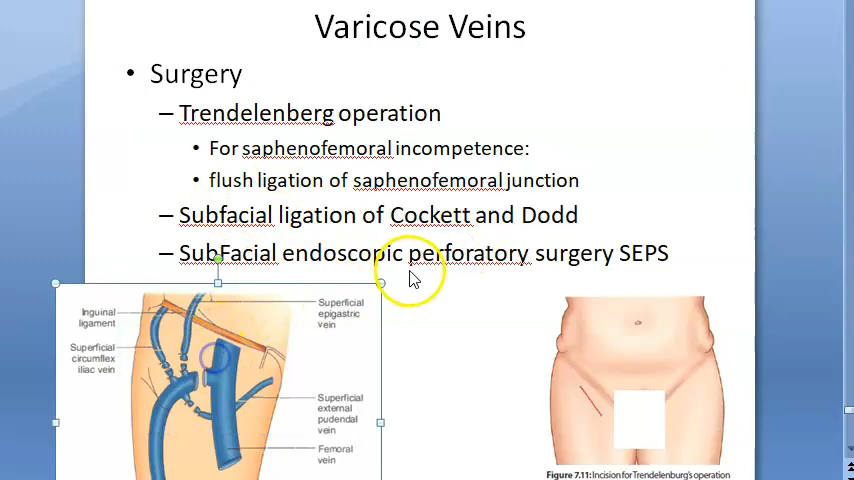 Varicose Veins
• Surgery
– Trendelenberg operation
• For saphenofemoral incompetence:
• flush ligation of saphenofemoral junction
– Subfacial ligation of Cockett and Dodd
– SubFacial endoscopic perforatory surgery SEPS
Inguinal
ligament
Superficial
circumflex
iliac vein
Superficial
epigastric
vein
Superficial
external
pudendal
vein
Femoral
vein
Figure 7.11: Incision for Trendelenburg's operation